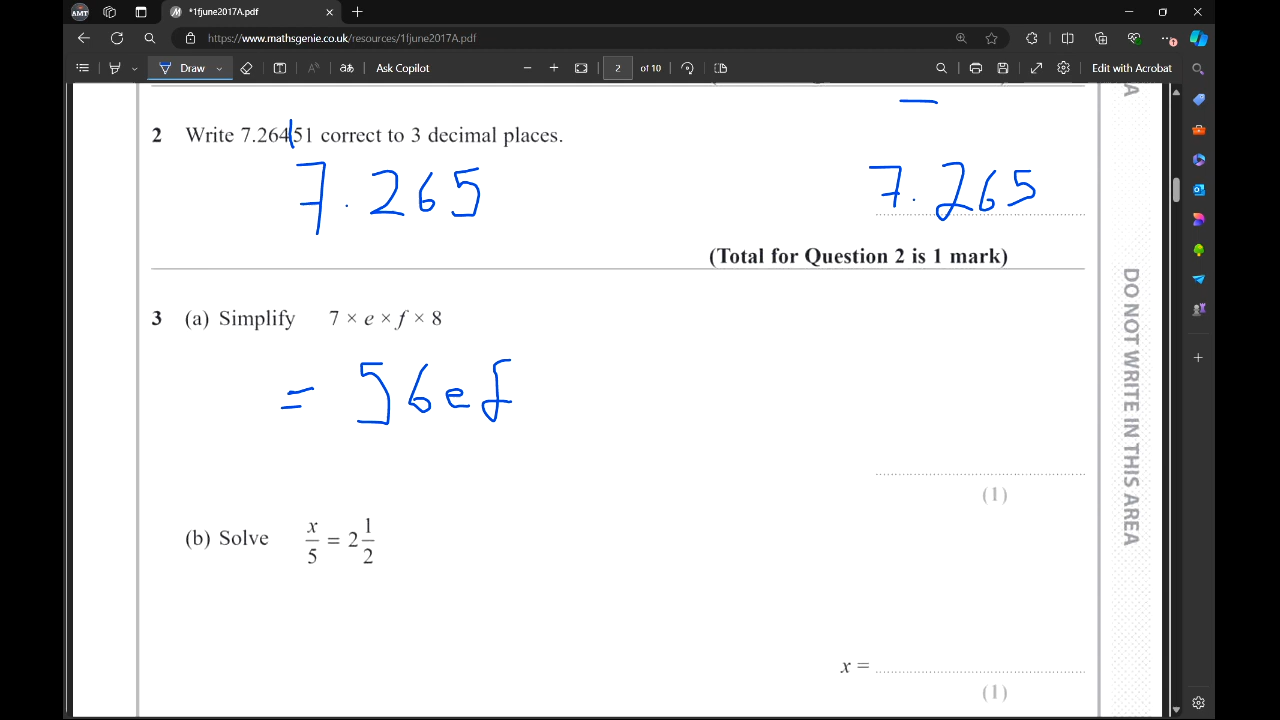 AMT
*1fjune2017A.pdf
https://www.mathsgenie.co.uk/resources/1fjune2017A.pdf
Draw
Ask Copilot
2 of 10
Edit with Acrobat
2 Write 7.26451 correct to 3 decimal places.
7.265
7.265
(Total for Question 2 is 1 mark)
3 (a) Simplify 7 × e × f × 8
= 56ef
(1)
(b) Solve x/5 = 2 1/2
x =
(1)
A
DO NOT WRITE IN THIS AREA